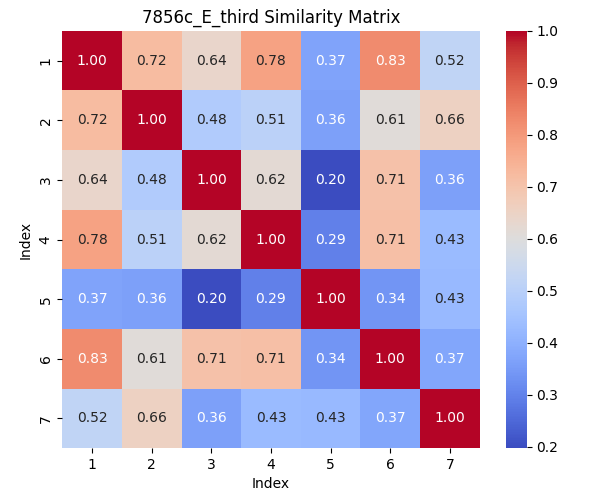 7856c_E_third Similarity Matrix
1 1.00 0.72 0.64 0.78 0.37 0.83 0.52
2 0.72 1.00 0.48 0.51 0.36 0.61 0.66
3 0.64 0.48 1.00 0.62 0.20 0.71 0.36
4 0.78 0.51 0.62 1.00 0.29 0.71 0.43
5 0.37 0.36 0.20 0.29 1.00 0.34 0.43
6 0.83 0.61 0.71 0.71 0.34 1.00 0.37
7 0.52 0.66 0.36 0.43 0.43 0.37 1.00
1 2 3 4 5 6 7
Index
Index
1.0
0.9
0.8
0.7
0.6
0.5
0.4
0.3
0.2